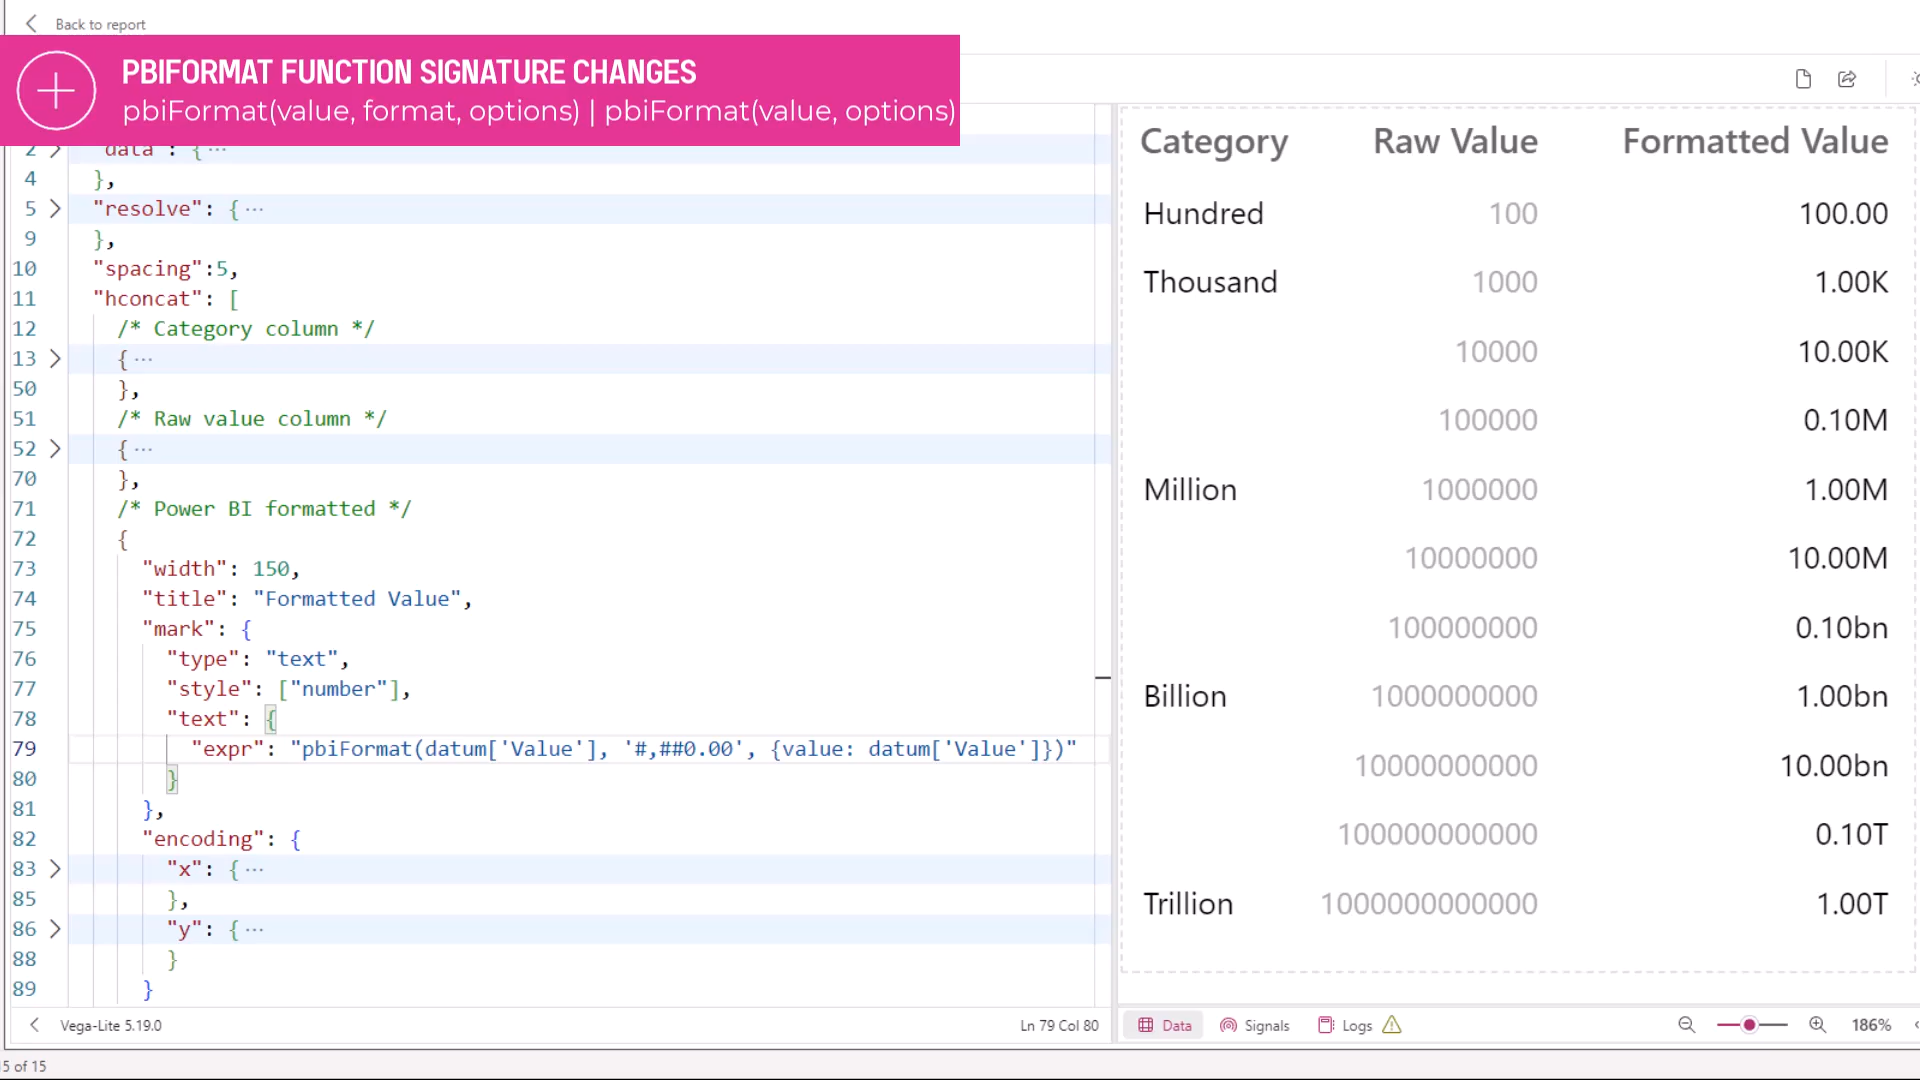 Back to report
PBIFORMAT FUNCTION SIGNATURE CHANGES
pbiFormat(value, format, options) | pbiFormat(value, options)
2 "data": {···
4 },
5 "resolve": {···
9 },
10 "spacing":5,
11 "hconcat": [
12 /* Category column */
13 {···
50 },
51 /* Raw value column */
52 {···
70 },
71 /* Power BI formatted */
72 {
73 "width": 150,
74 "title": "Formatted Value",
75 "mark": {
76 "type": "text",
77 "style": ["number"],
78 "text": {
79 "expr": "pbiFormat(datum['Value'], '#,##0.00', {value: datum['Value']})"
80 }
81 },
82 "encoding": {
83 "x": {···
85 },
86 "y": {···
88 }
89 }
Vega-Lite 5.19.0
Ln 79 Col 80
Category Raw Value Formatted Value
Hundred 100 100.00
Thousand 1000 1.00K
10000 10.00K
100000 0.10M
Million 1000000 1.00M
10000000 10.00M
100000000 0.10bn
Billion 1000000000 1.00bn
10000000000 10.00bn
100000000000 0.10T
Trillion 1000000000000 1.00T
Data Signals Logs 186%
15 of 15